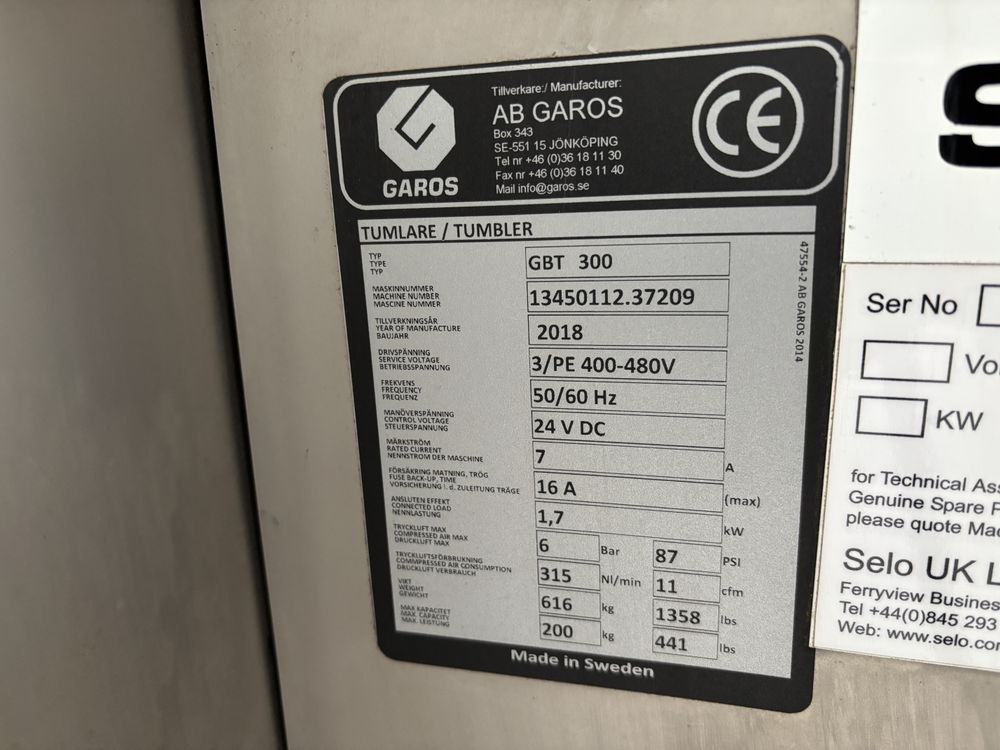 GAROS
Tillverkare:/ Manufacturer:
AB GAROS
Box 343
SE-551 15 JÖNKÖPING
Tel nr +46 (0)36 18 11 30
Fax nr +46 (0)36 18 11 40
Mail info@garos.se
CE
TUMLARE / TUMBLER
TYP
TYPE
TYP
GBT 300
MASKINNUMMER
MACHINE NUMBER
MASCINE NUMMER
13450112.37209
TILLVERKNINGSÅR
YEAR OF MANUFACTURE
BAUJAHR
2018
DRIVSPÄNNING
SERVICE VOLTAGE
BETRIEBSSPANNUNG
3/PE 400-480V
FREKVENS
FREQUENCY
FREQUENZ
50/60 Hz
MANÖVERSPÄNNING
CONTROL VOLTAGE
STEUERSPANNUNG
24 V DC
MÄRKSTRÖM
RATED CURRENT
NENNSTROM DER MASCHINE
7 A
FÖRSÄKRING MATNING, TRÖG
FUSE BACK-UP, TIME
VORSICHERUNG i. d. ZULEITUNG TRÄGE
16 A (max)
ANSLUTEN EFFEKT
CONNECTED LOAD
NENNLASTUNG
1,7 kW
TRYCKLUFT MAX
COMPRESSED AIR MAX
DRUCKLUFT MAX
6 Bar 87 PSI
TRYCKLUFTSFÖRBRUKNING
COMMPRESSED AIR CONSUMPTION
DRUCKLUFT VERBRAUCH
315 Nl/min 11 cfm
VIKT
WEIGHT
GEWICHT
616 kg 1358 lbs
MAX KAPACITET
MAX. CAPACITY
MAX. LEISTUNG
200 kg 441 lbs
47554-2 AB GAROS 2014
Made in Sweden
S
Ser No
KW
for Technical
Genuine Spare
please quote
Selo UK
Ferryview
Tel +44(0)845 293
Web: